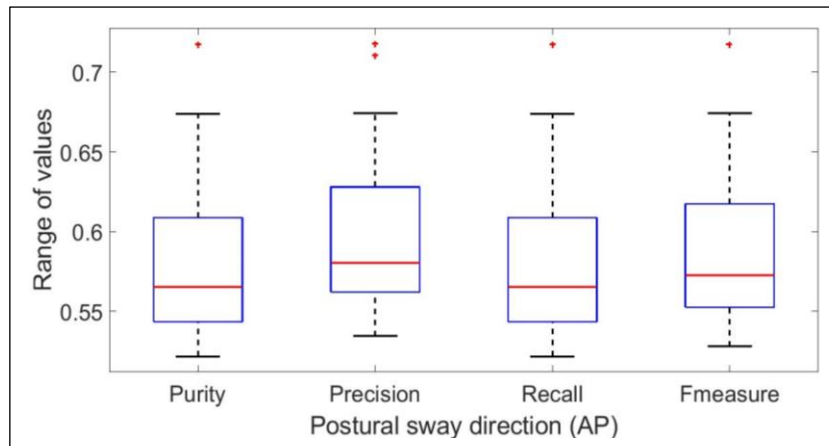 Range of values
0.7
0.65
0.6
0.55
Purity Precision Recall Fmeasure
Postural sway direction (AP)